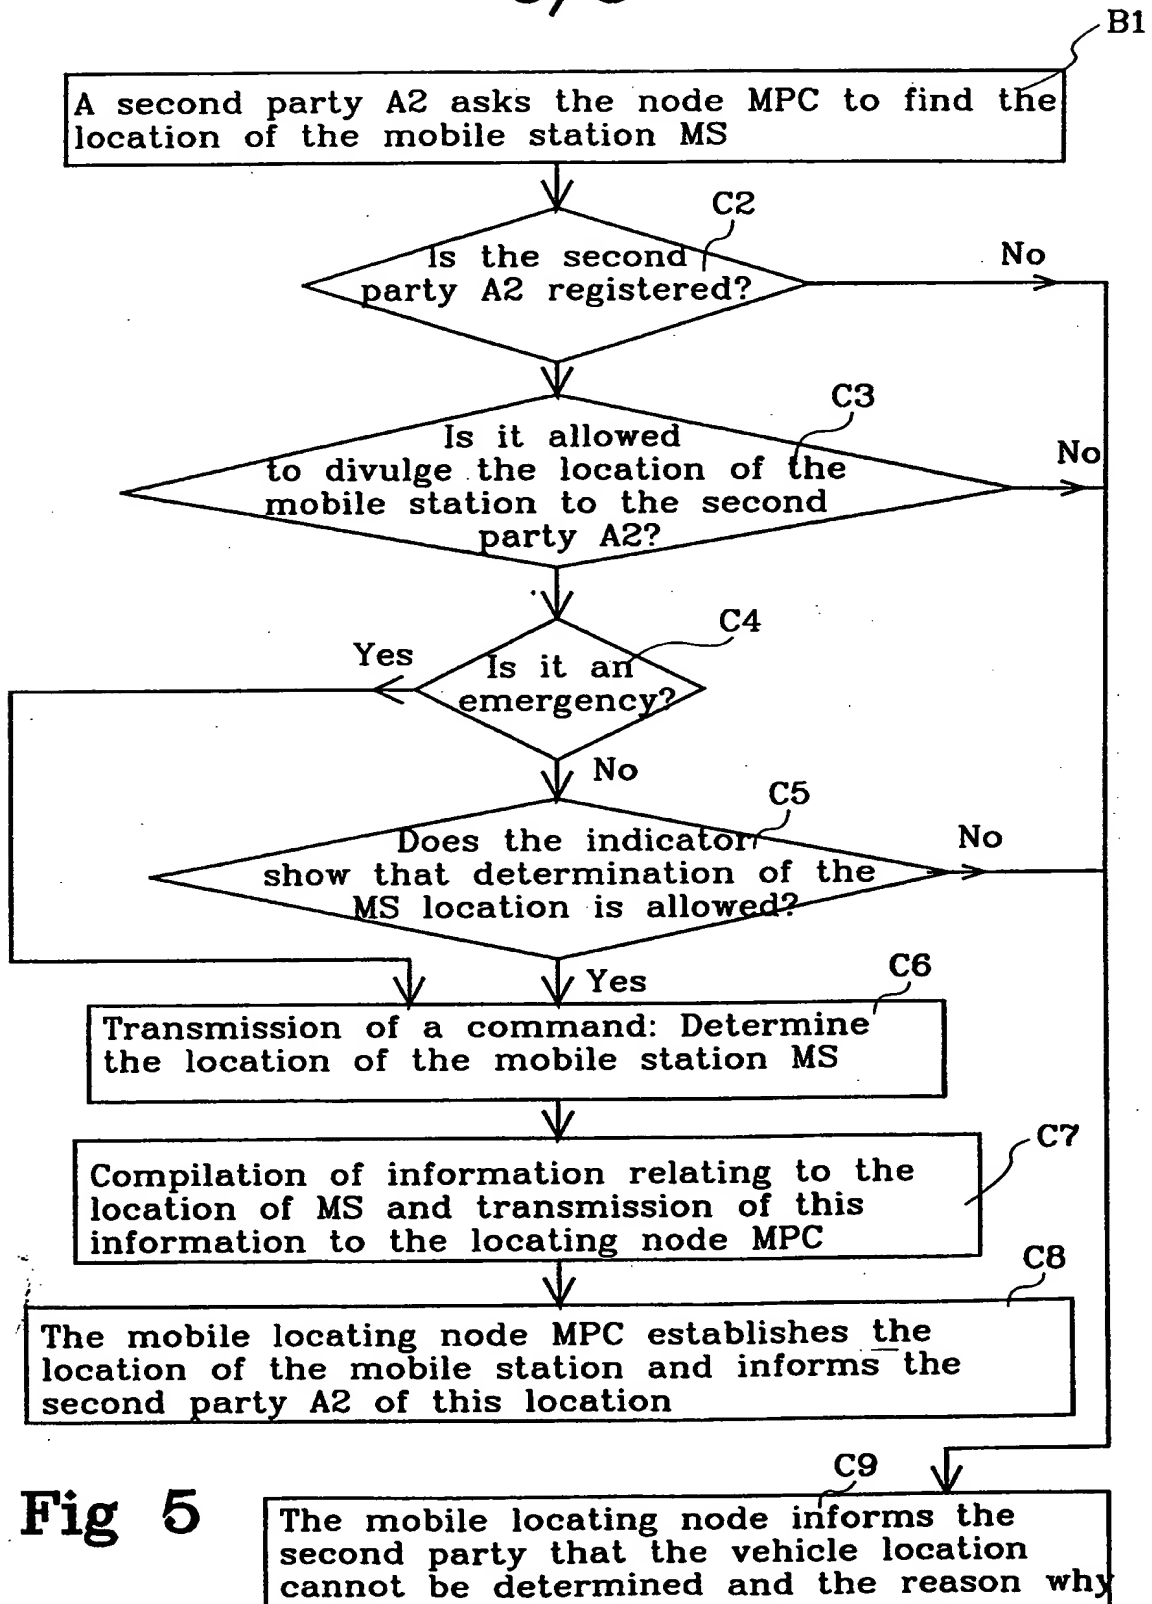 B1
A second party A2 asks the node MPC to find the
location of the mobile station MS
C2
Is the second
party A2 registered?
No
C3
Is it allowed
to divulge the location of the
mobile station to the second
party A2?
No
C4
Yes
Is it an
emergency?
No
C5
Does the indicator
show that determination of the
MS location is allowed?
No
Yes
C6
Transmission of a command: Determine
the location of the mobile station MS
C7
Compilation of information relating to the
location of MS and transmission of this
information to the locating node MPC
C8
The mobile locating node MPC establishes the
location of the mobile station and informs the
second party A2 of this location
C9
Fig 5
The mobile locating node informs the
second party that the vehicle location
cannot be determined and the reason why